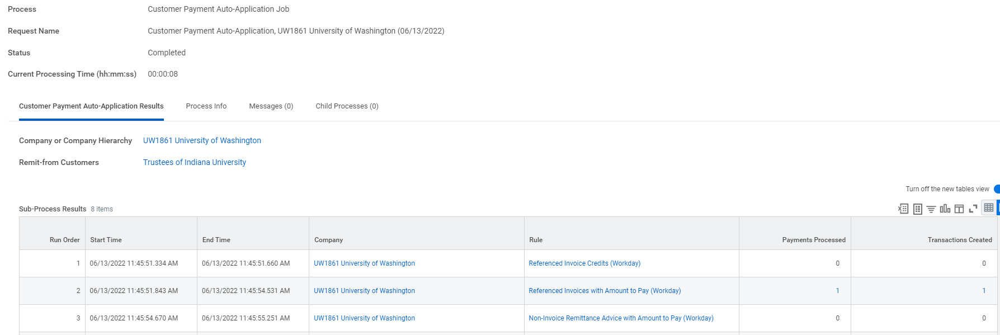 Process Customer Payment Auto-Application Job
Request Name Customer Payment Auto-Application, UW1861 University of Washington (06/13/2022)
Status Completed
Current Processing Time (hh:mm:ss) 00:00:08
Customer Payment Auto-Application Results Process Info Messages (0) Child Processes (0)
Company or Company Hierarchy UW1861 University of Washington
Remit-from Customers Trustees of Indiana University
Turn off the new tables view
Sub-Process Results 8 items
Run Order Start Time End Time Company Rule Payments Processed Transactions Created
1 06/13/2022 11:45:51.334 AM 06/13/2022 11:45:51.660 AM UW1861 University of Washington Referenced Invoice Credits (Workday) 0 0
2 06/13/2022 11:45:51.843 AM 06/13/2022 11:45:54.531 AM UW1861 University of Washington Referenced Invoices with Amount to Pay (Workday) 1 1
3 06/13/2022 11:45:54.670 AM 06/13/2022 11:45:55.251 AM UW1861 University of Washington Non-Invoice Remittance Advice with Amount to Pay (Workday) 0 0